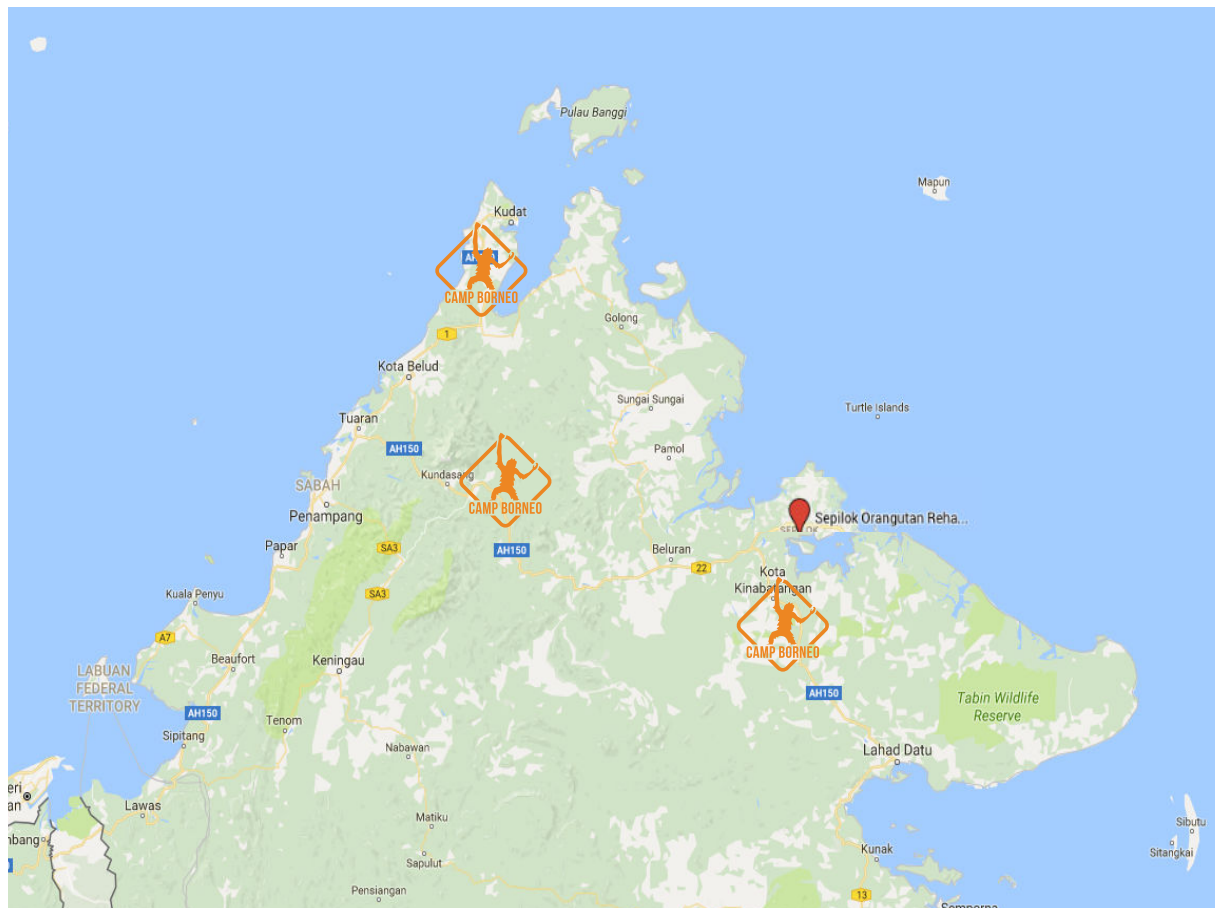 Pulau Banggi
Mapun
Kudat
CAMP BORNEO
Golong
1
Kota Belud
Sungai Sungai
Turtle Islands
Tuaran
AH150
Pamol
Kundasang
SABAH
CAMP BORNEO
Penampang
Sepilok Orangutan Reha...
Papar
SA3
AH150
Beluran
22
Kota
Kinabatangan
SA3
Kuala Penyu
A7
CAMP BORNEO
Beaufort
Keningau
LABUAN
FEDERAL
TERRITORY
AH150
Tabin Wildlife
Reserve
AH150
Tenom
Sipitang
Nabawan
Lahad Datu
eri
an
Lawas
Matiku
Sibutu
mbang
Kunak
Sitangkai
Sapulut
Pensiangan
13